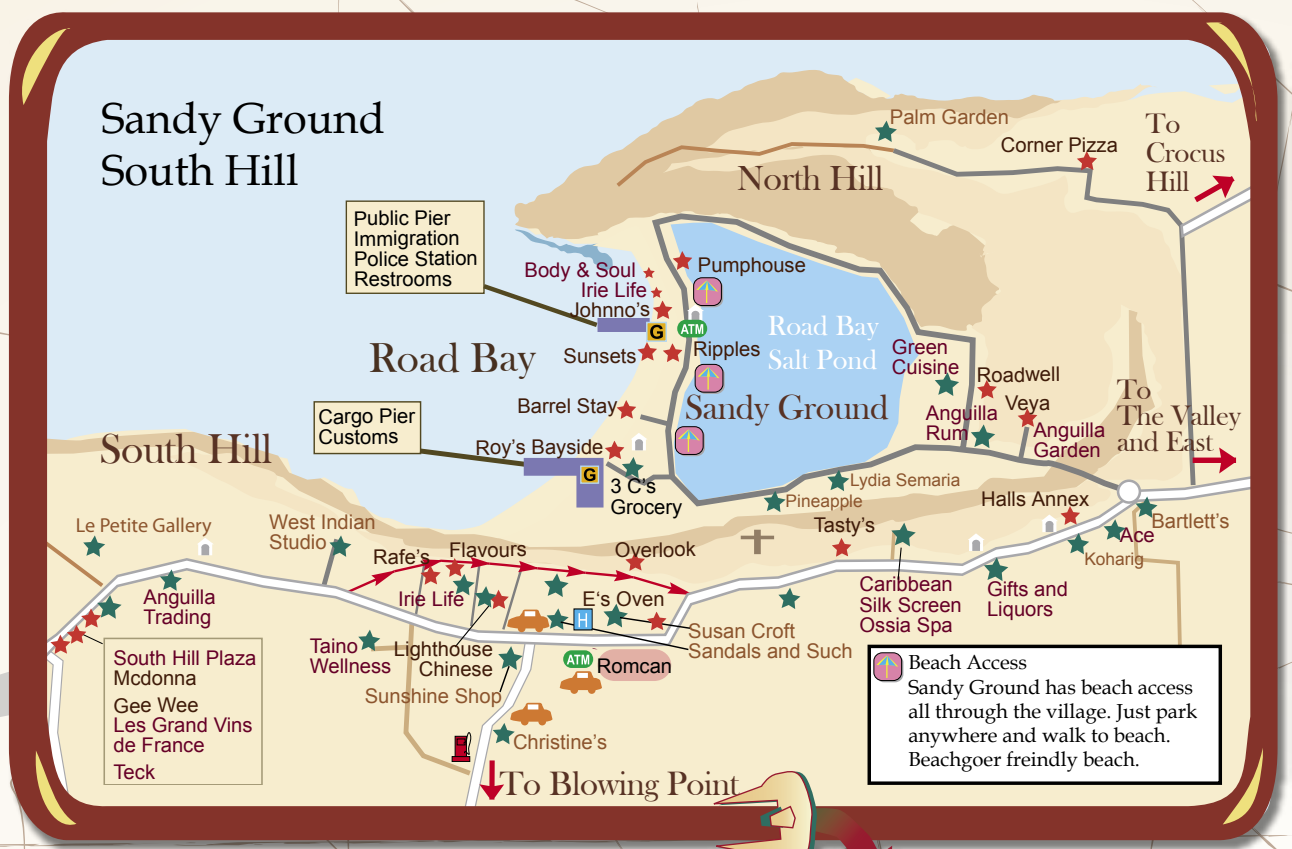 Sandy Ground
South Hill
Palm Garden
Corner Pizza
To
Crocus
Hill
North Hill
Public Pier
Immigration
Police Station
Restrooms
Body & Soul
Irie Life
Johnno's
Pumphouse
G
ATM
Road Bay
Sunsets
Ripples
Road Bay
Salt Pond
Green
Cuisine
Roadwell
Veya
To
The Valley
and East
Barrel Stay
Sandy Ground
Anguilla
Rum
Anguilla
Garden
Cargo Pier
Customs
South Hill
Roy's Bayside
G
3 C's
Grocery
Lydia Semaria
Pineapple
Halls Annex
Bartlett's
Ace
Koharig
Tasty's
Le Petite Gallery
West Indian
Studio
Rafe's
Flavours
Overlook
Anguilla
Trading
Irie Life
E's Oven
H
Caribbean
Silk Screen
Ossia Spa
Gifts and
Liquors
Taino
Wellness
Lighthouse
Chinese
Susan Croft
Sandals and Such
ATM
Romcan
Sunshine Shop
Christine's
South Hill Plaza
Mcdonna
Gee Wee
Les Grand Vins
de France
Teck
To Blowing Point
Beach Access
Sandy Ground has beach access
all through the village. Just park
anywhere and walk to beach.
Beachgoer freindly beach.